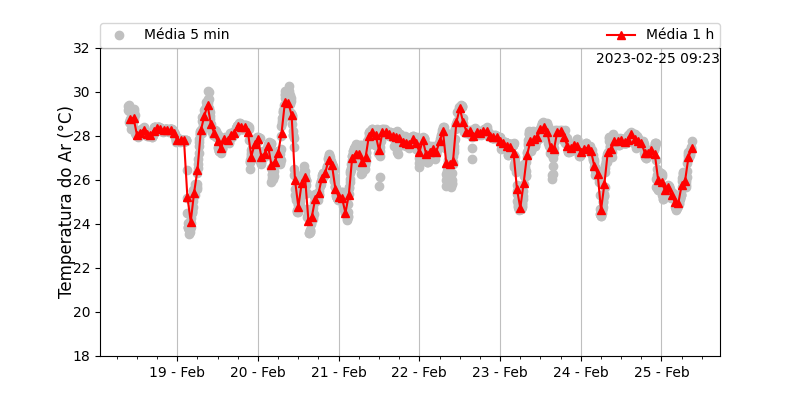 Média 5 min
Média 1 h
2023-02-25 09:23
Temperatura do Ar (°C)
32
30
28
26
24
22
20
18
19 - Feb
20 - Feb
21 - Feb
22 - Feb
23 - Feb
24 - Feb
25 - Feb